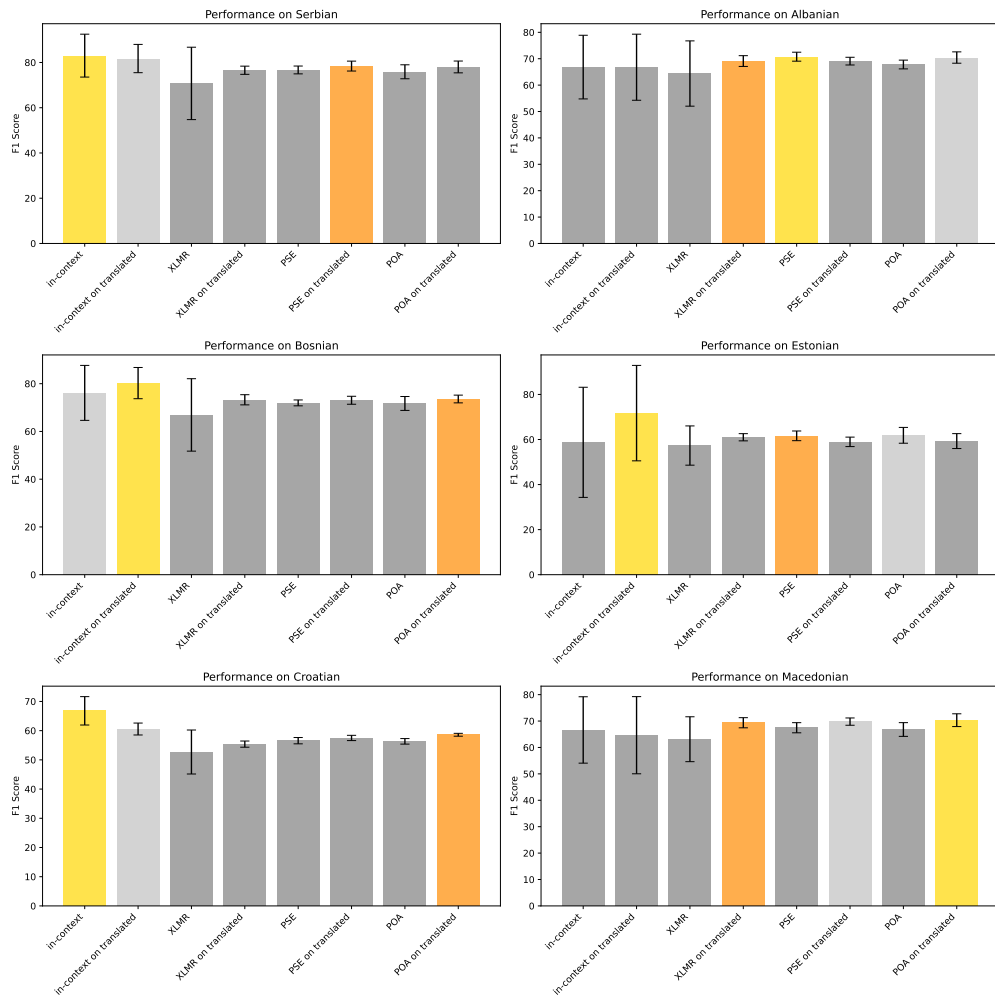 Performance on Serbian
F1 Score
80
60
40
20
0
in-context
in-context on translated
XLMR
XLMR on translated
PSE
PSE on translated
POA
POA on translated
Performance on Albanian
F1 Score
80
70
60
50
40
30
20
10
0
in-context
in-context on translated
XLMR
XLMR on translated
PSE
PSE on translated
POA
POA on translated
Performance on Bosnian
F1 Score
80
60
40
20
0
in-context
in-context on translated
XLMR
XLMR on translated
PSE
PSE on translated
POA
POA on translated
Performance on Estonian
F1 Score
80
60
40
20
0
in-context
in-context on translated
XLMR
XLMR on translated
PSE
PSE on translated
POA
POA on translated
Performance on Croatian
F1 Score
70
60
50
40
30
20
10
0
in-context
in-context on translated
XLMR
XLMR on translated
PSE
PSE on translated
POA
POA on translated
Performance on Macedonian
F1 Score
80
70
60
50
40
30
20
10
0
in-context
in-context on translated
XLMR
XLMR on translated
PSE
PSE on translated
POA
POA on translated